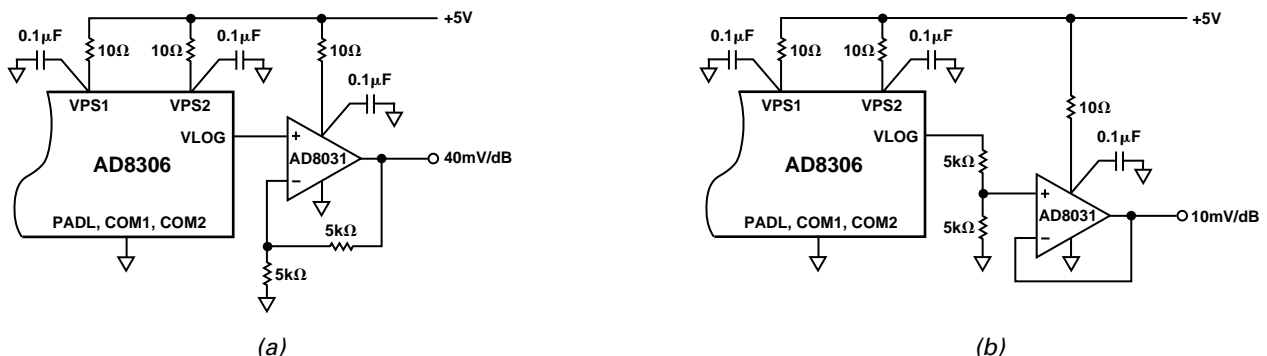 +5V
0.1μF
10Ω
10Ω
0.1μF
10Ω
0.1μF
VPS1
VPS2
VLOG
+
AD8031
−
40mV/dB
AD8306
PADL, COM1, COM2
5kΩ
5kΩ
(a)
+5V
0.1μF
10Ω
10Ω
0.1μF
VPS1
VPS2
10Ω
VLOG
0.1μF
5kΩ
AD8306
+
AD8031
−
10mV/dB
5kΩ
PADL, COM1, COM2
(b)